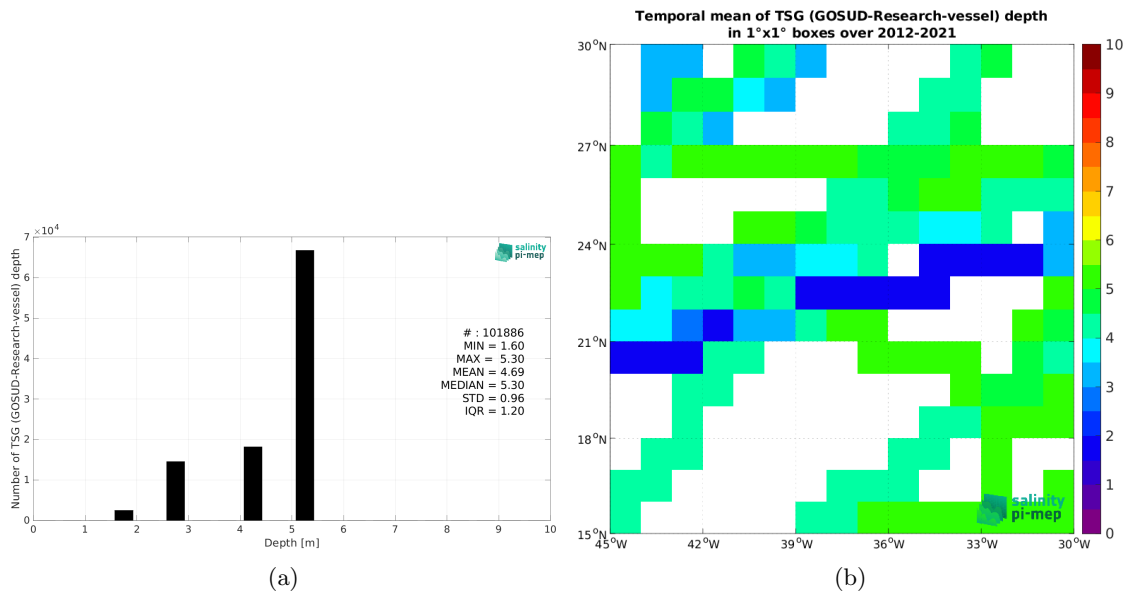 ×10⁴
7
6
5
4
3
2
1
0
Number of TSG (GOSUD-Research-vessel) depth
salinity
pi-mep
# : 101886
MIN = 1.60
MAX = 5.30
MEAN = 4.69
MEDIAN = 5.30
STD = 0.96
IQR = 1.20
0 1 2 3 4 5 6 7 8 9 10
Depth [m]
(a)
Temporal mean of TSG (GOSUD-Research-vessel) depth
in 1°x1° boxes over 2012-2021
30°N
27°N
24°N
21°N
18°N
15°N
45°W 42°W 39°W 36°W 33°W 30°W
salinity
pi-mep
10
9
8
7
6
5
4
3
2
1
0
(b)